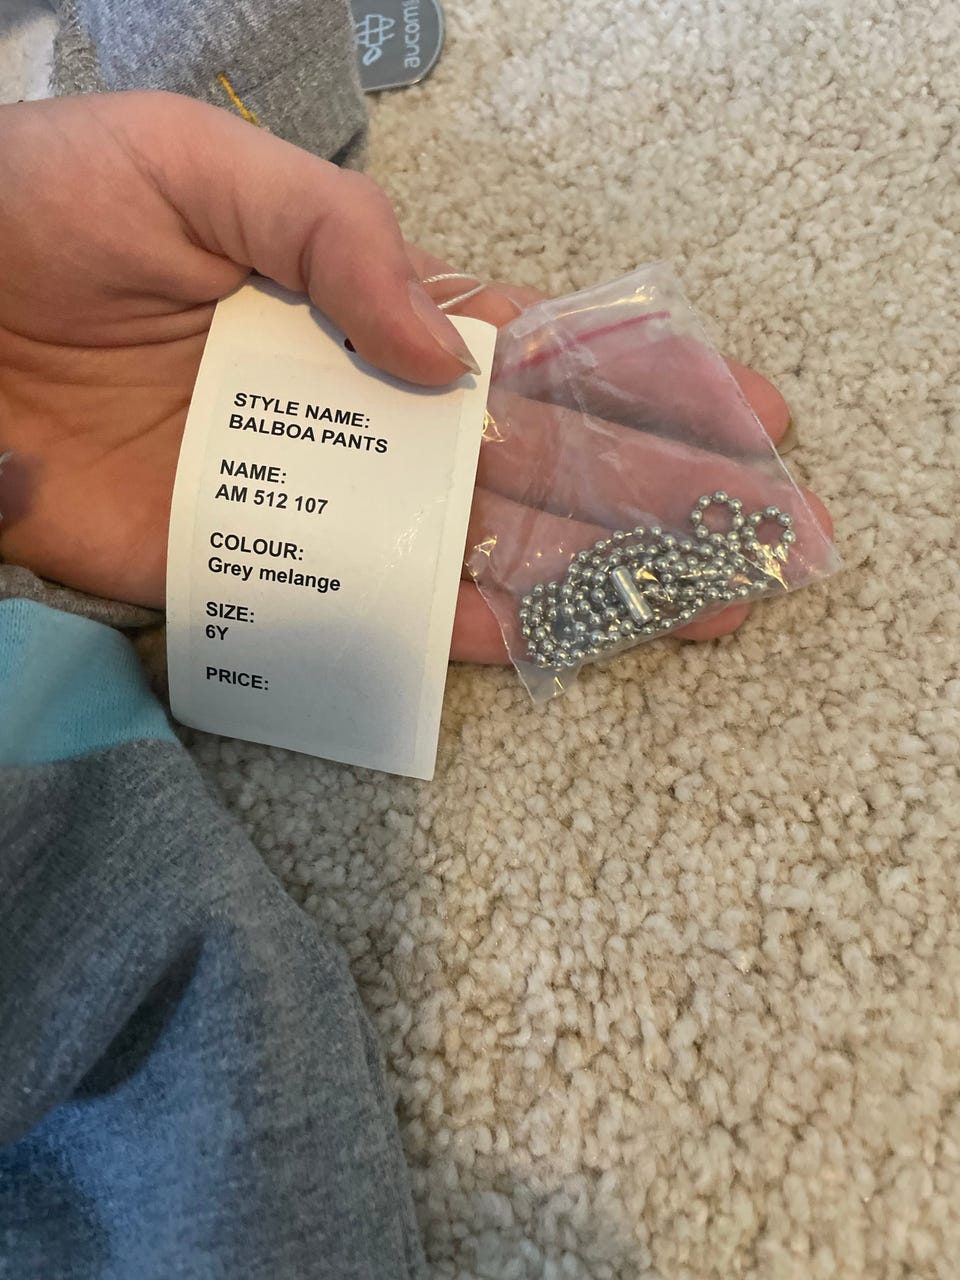 STYLE NAME:
BALBOA PANTS
NAME:
AM 512 107
COLOUR:
Grey melange
SIZE:
6Y
PRICE: